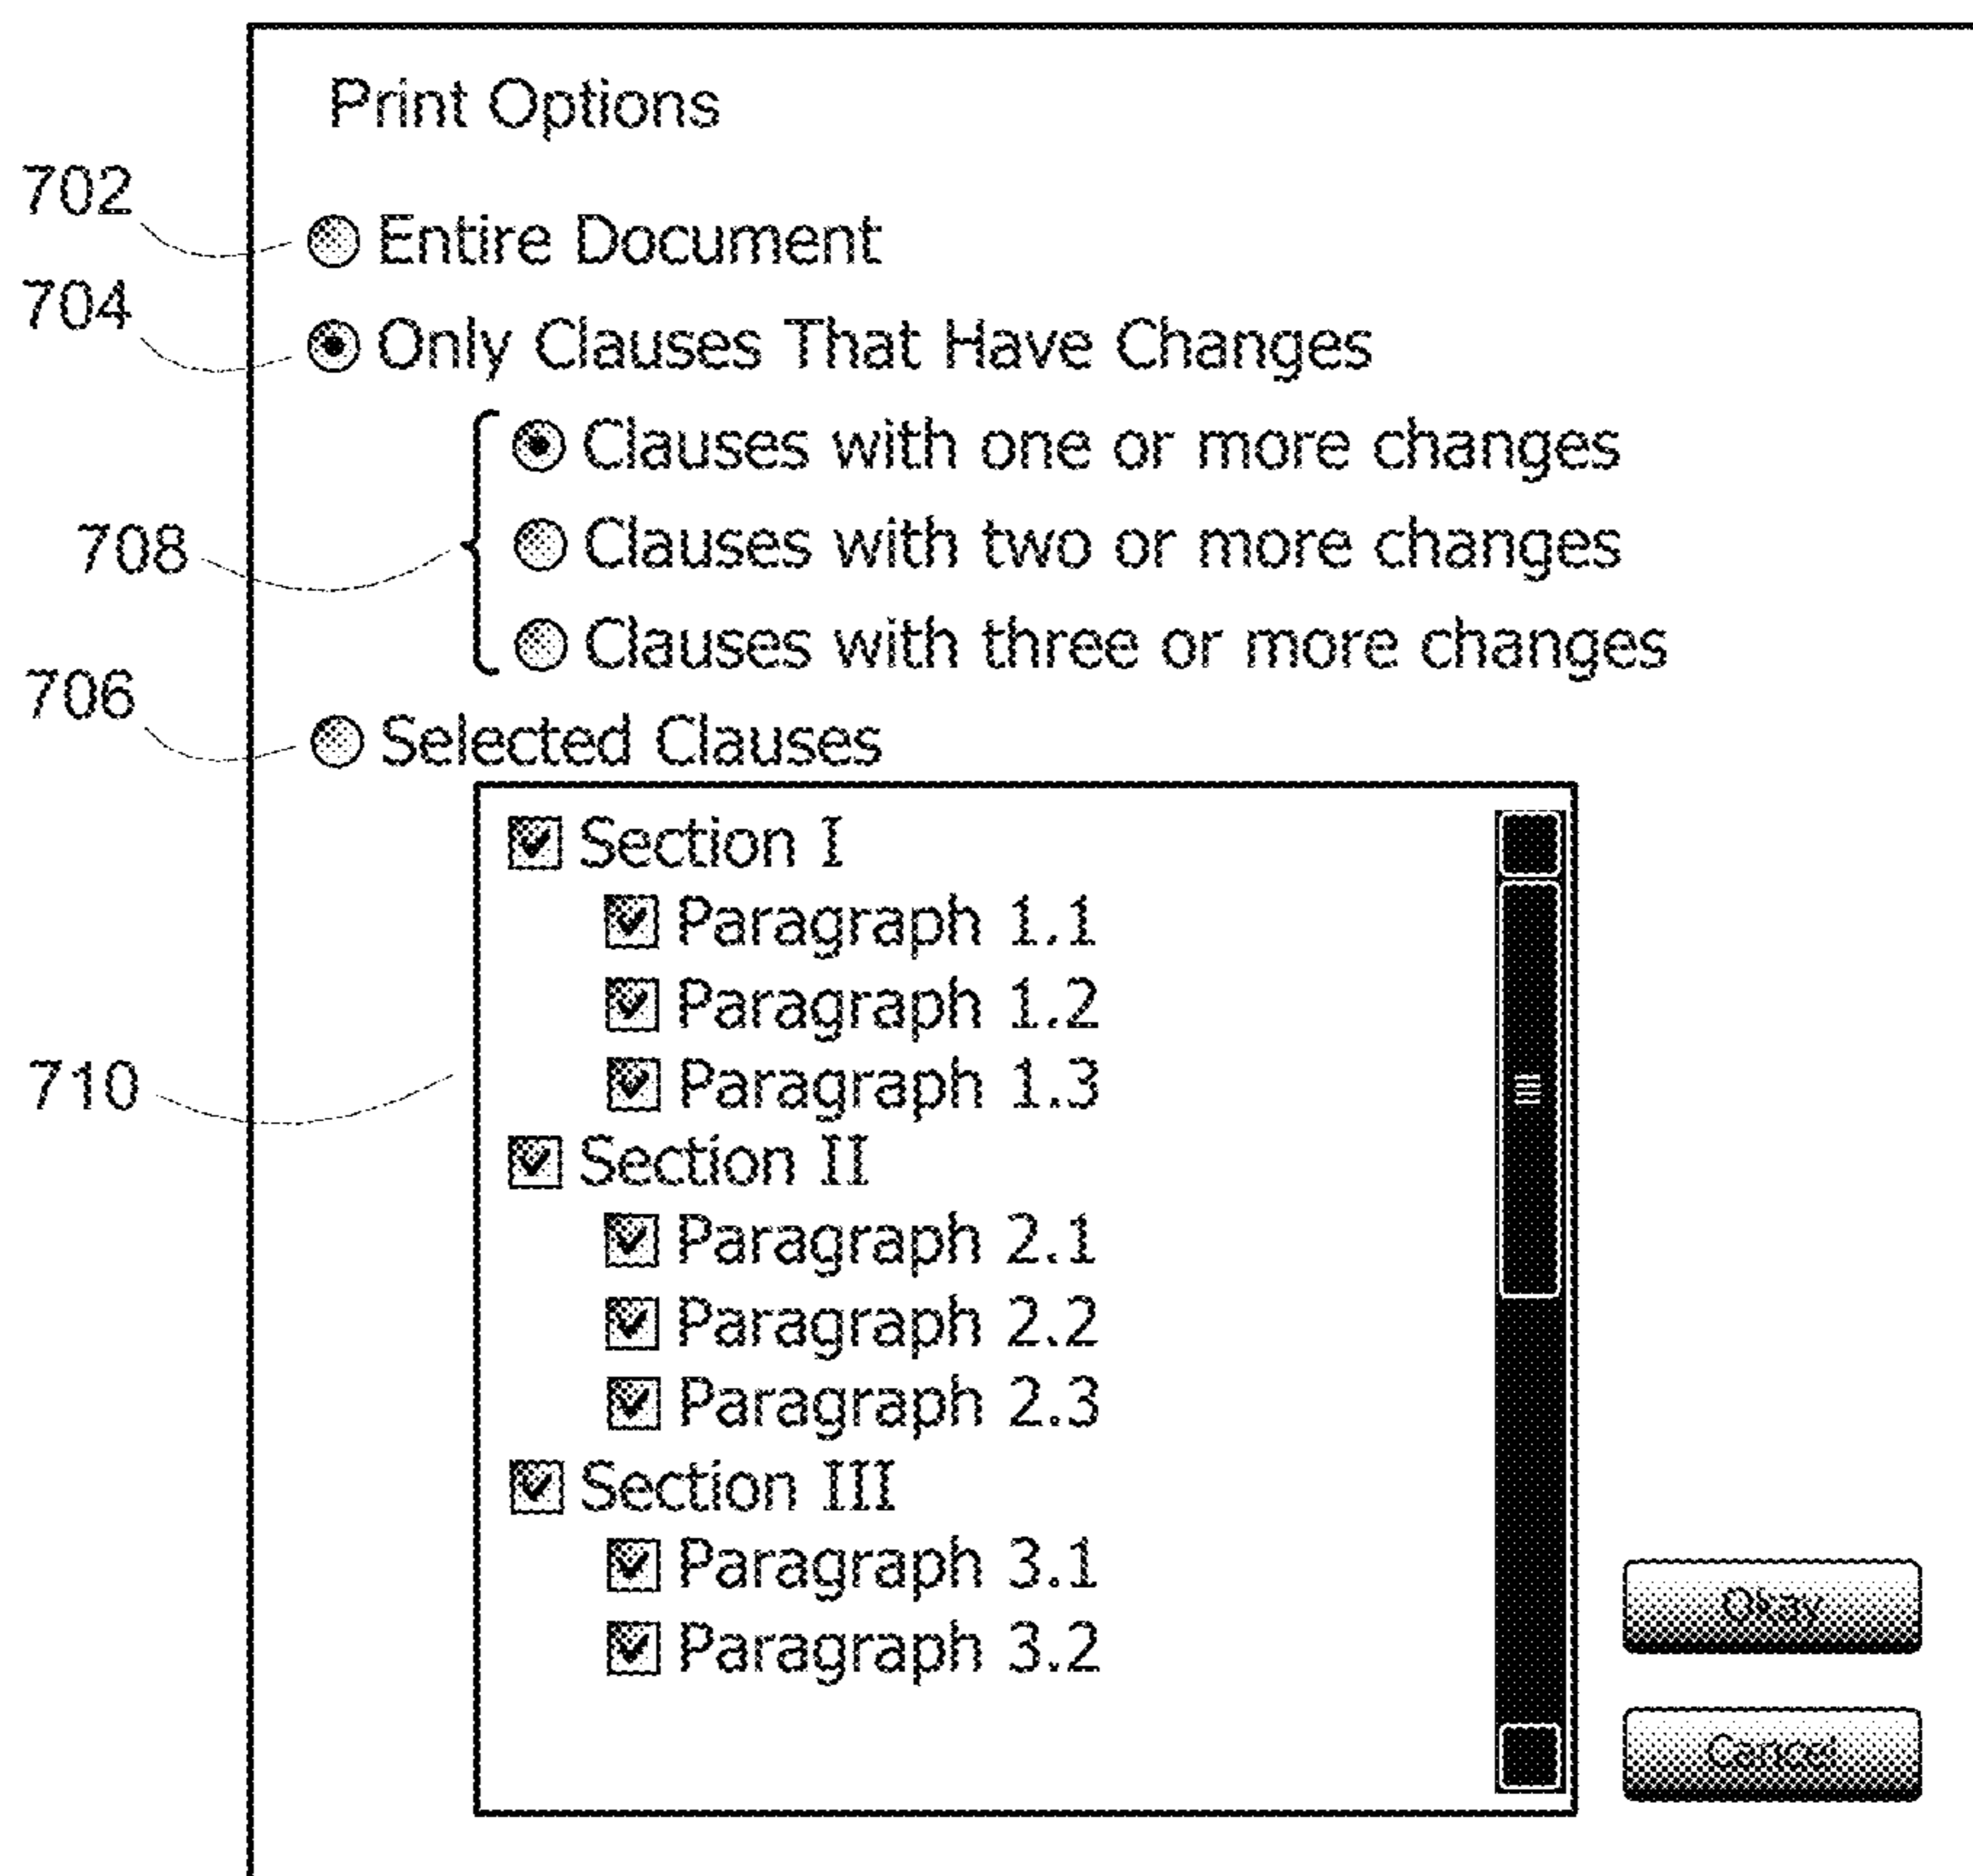 Print Options
702
Entire Document
704
Only Clauses That Have Changes
Clauses with one or more changes
708
Clauses with two or more changes
Clauses with three or more changes
706
Selected Clauses
Section I
Paragraph 1.1
Paragraph 1.2
710
Paragraph 1.3
Section II
Paragraph 2.1
Paragraph 2.2
Paragraph 2.3
Section III
Paragraph 3.1
Okay
Paragraph 3.2
Cancel